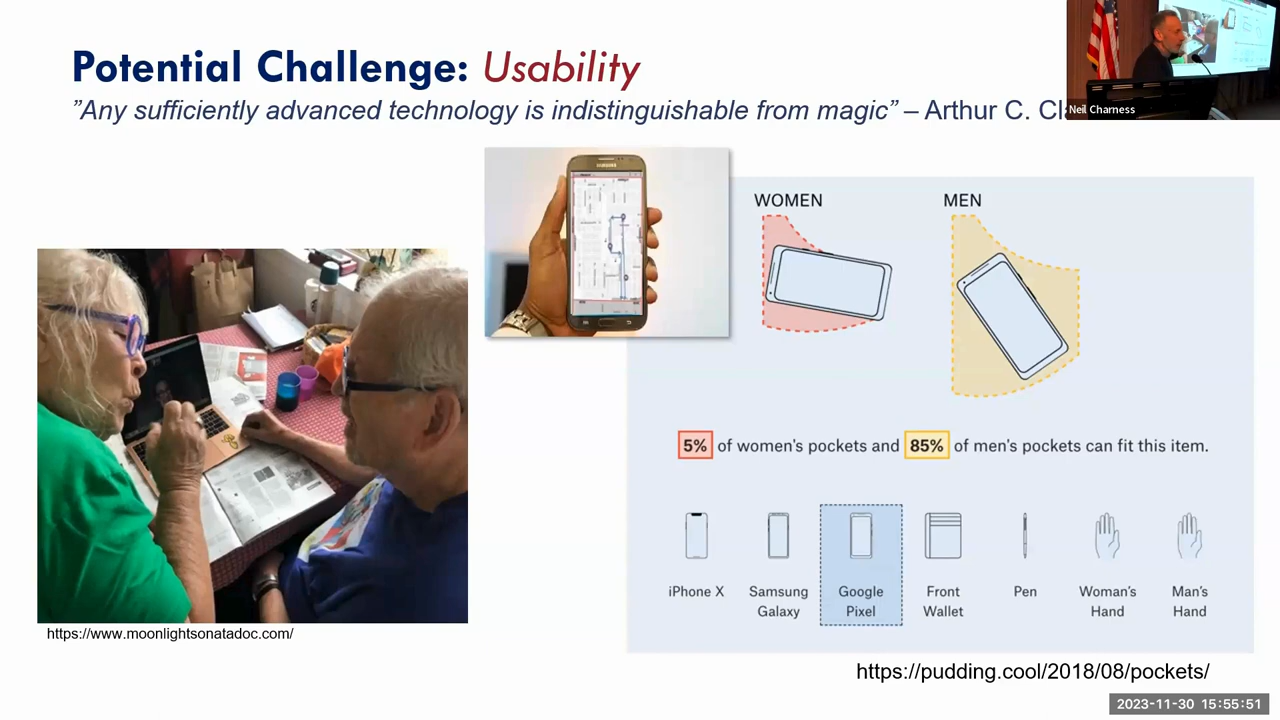 Potential Challenge: Usability
”Any sufficiently advanced technology is indistinguishable from magic” – Arthur C.
Neil Charness
SAMSUNG
WOMEN
MEN
5% of women's pockets and 85% of men's pockets can fit this item.
iPhone X
Samsung Galaxy
Google Pixel
Front Wallet
Pen
Woman's Hand
Man's Hand
https://www.moonlightsonatadoc.com/
https://pudding.cool/2018/08/pockets/
2023-11-30 15:55:51